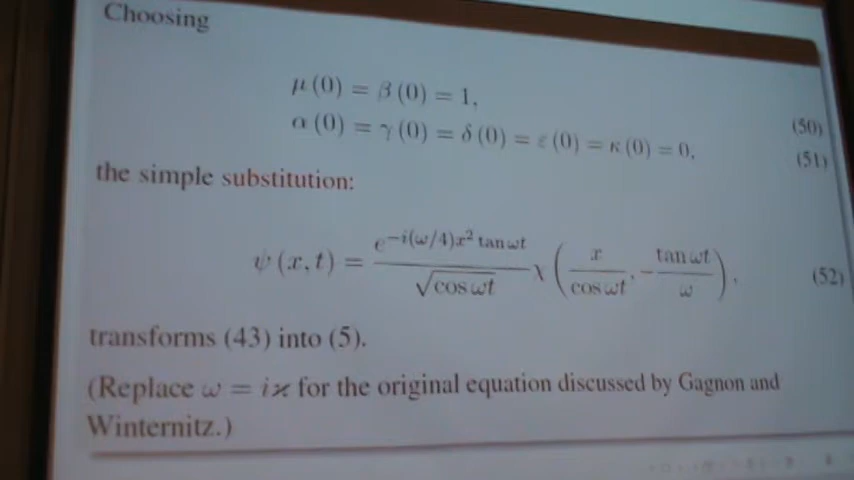 Choosing
μ(0) = β(0) = 1, (50)
α(0) = γ(0) = δ(0) = ε(0) = κ(0) = 0, (51)
the simple substitution:
ψ(x, t) = e^{-i(ω/4)x² tan ωt} / √cos ωt χ ( x / cos ωt , − tan ωt / ω ), (52)
transforms (43) into (5).
(Replace ω = iϰ for the original equation discussed by Gagnon and
Winternitz.)